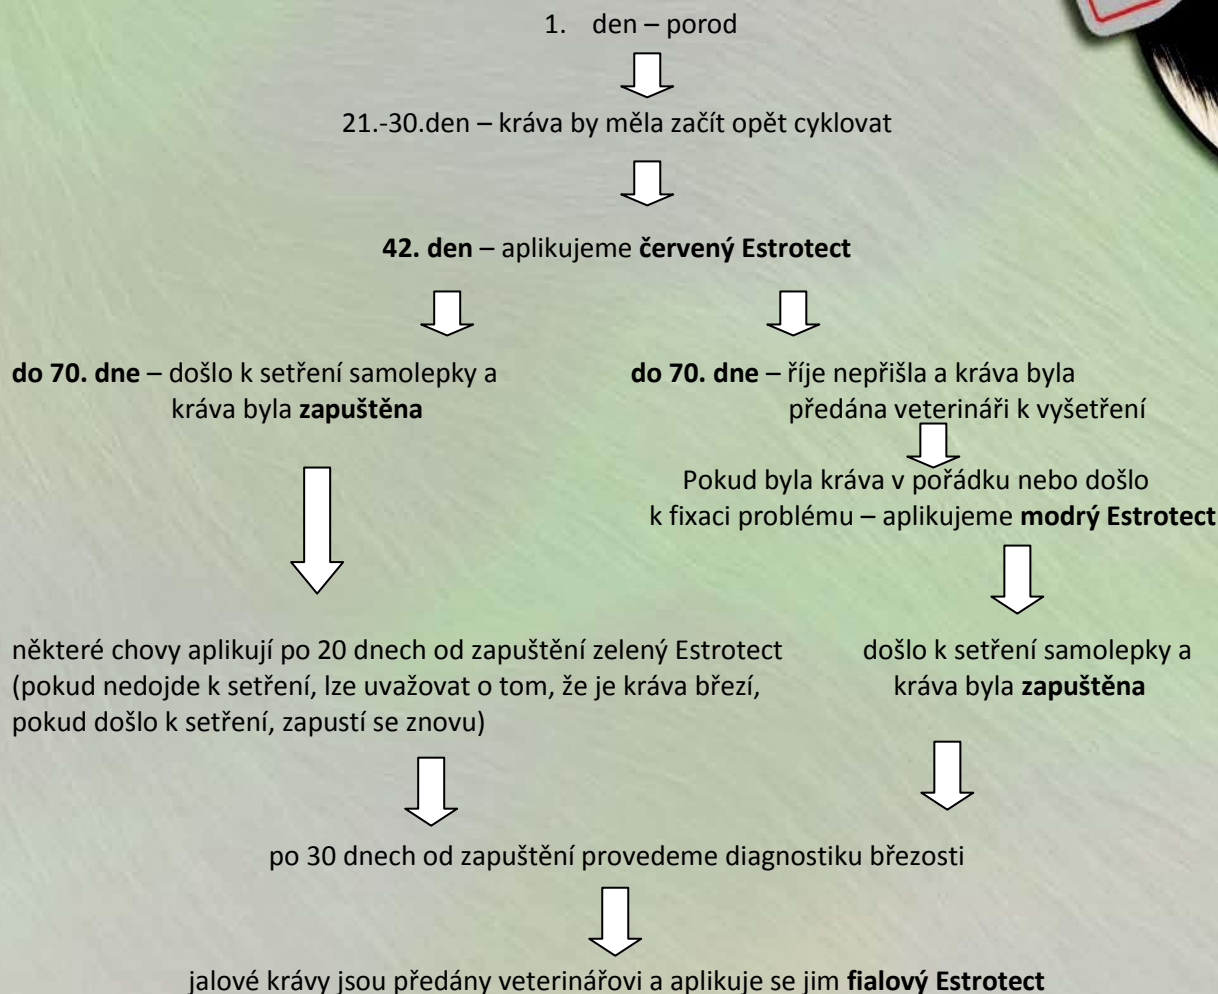 1. den – porod
21.-30.den – kráva by měla začít opět cyklovat
42. den – aplikujeme červený Estrotect
do 70. dne – došlo k setření samolepky a
kráva byla zapuštěna
do 70. dne – říje nepřišla a kráva byla
předána veterináři k vyšetření
Pokud byla kráva v pořádku nebo došlo
k fixaci problému – aplikujeme modrý Estrotect
některé chovy aplikují po 20 dnech od zapuštění zelený Estrotect
(pokud nedojde k setření, lze uvažovat o tom, že je kráva březí,
pokud došlo k setření, zapustí se znovu)
došlo k setření samolepky a
kráva byla zapuštěna
po 30 dnech od zapuštění provedeme diagnostiku březosti
jalové krávy jsou předány veterinářovi a aplikuje se jim fialový Estrotect